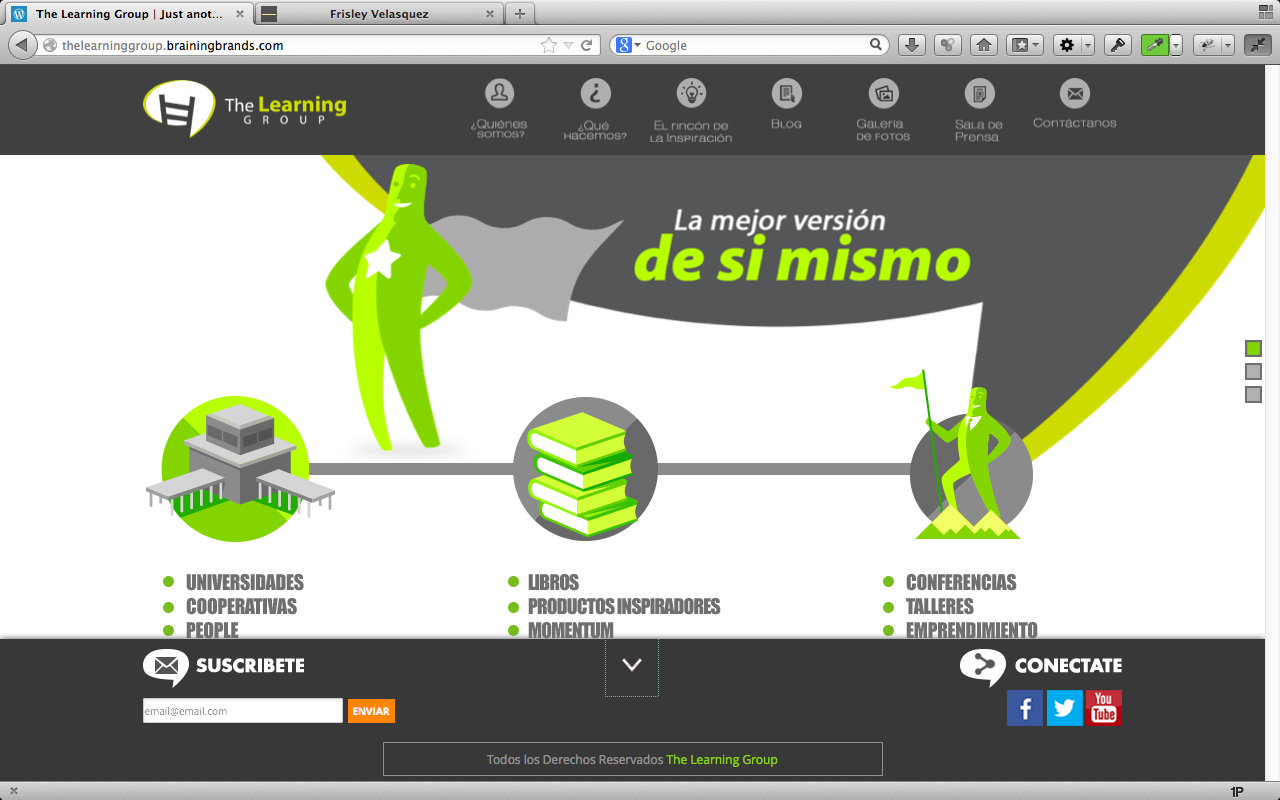 The Learning Group | Just anot...
Frisley Velasquez
thelearninggroup.brainingbrands.com
Google
The Learning
GROUP
¿Quiénes
somos?
¿Qué
hacemos?
El rincón de
la Inspiración
Blog
Galería
de fotos
Sala de
Prensa
Contáctanos
La mejor versión
de si mismo
UNIVERSIDADES
COOPERATIVAS
PEOPLE
LIBROS
PRODUCTOS INSPIRADORES
MOMENTUM
CONFERENCIAS
TALLERES
EMPRENDIMIENTO
SUSCRIBETE
email@email.com
ENVIAR
CONECTATE
You
Tube
Todos los Derechos Reservados The Learning Group
1P